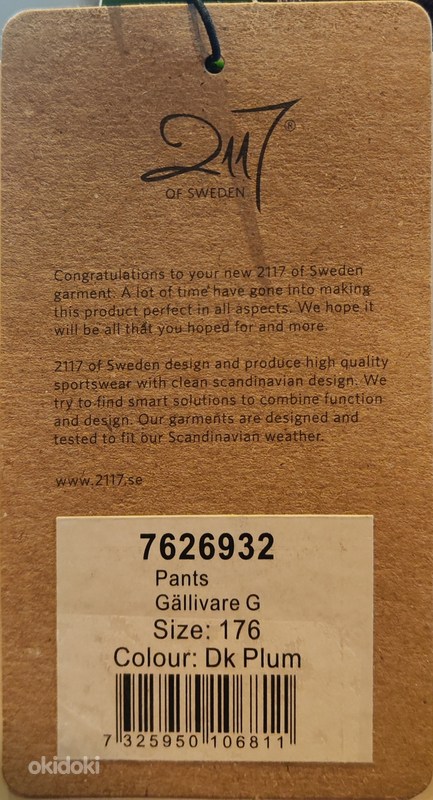 2117®
OF SWEDEN
Congratulations to your new 2117 of Sweden
garment. A lot of time have gone into making
this product perfect in all aspects. We hope it
will be all that you hoped for and more.
2117 of Sweden design and produce high quality
sportswear with clean scandinavian design. We
try to find smart solutions to combine function
and design. Our garments are designed and
tested to fit our Scandinavian weather.
www.2117.se
7626932
Pants
Gällivare G
Size: 176
Colour: Dk Plum
7 325950 106811
okidoki